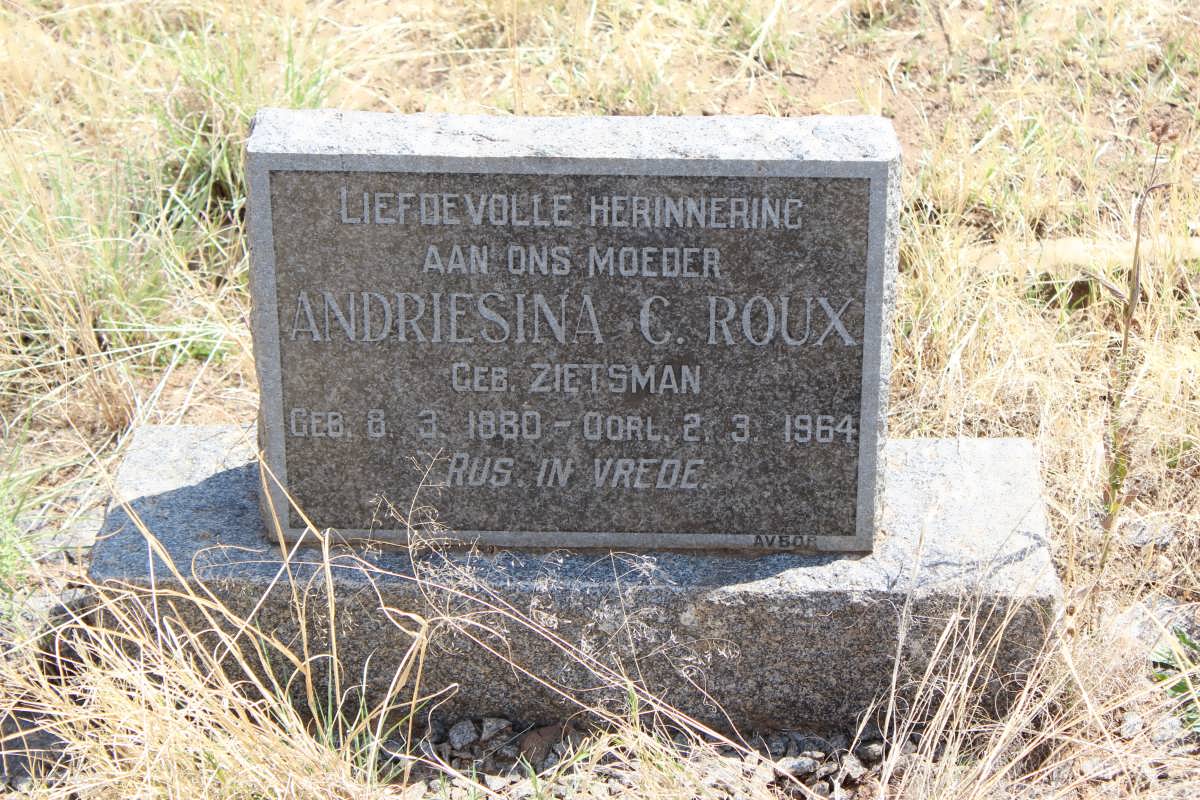 LIEFDEVOLLE HERINNERING
AAN ONS MOEDER
ANDRIESINA C. ROUX
GEB. ZIETSMAN
GEB. 8. 3. 1880 - OORL. 2. 3. 1964
RUS IN VREDE.
AVBOB